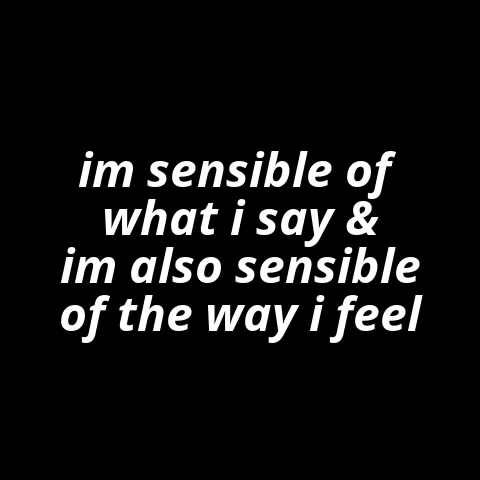 im sensible of
what i say &
im also sensible
of the way i feel